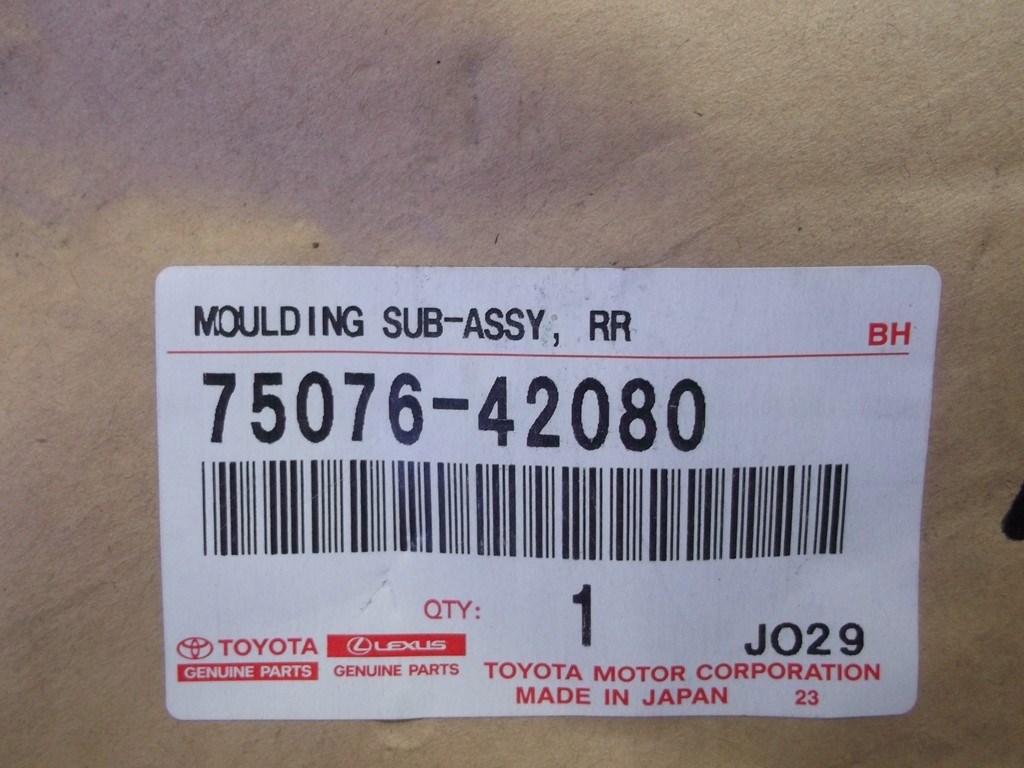 MOULDING SUB-ASSY, RR
BH
75076-42080
QTY: 1
JO29
TOYOTA LEXUS
GENUINE PARTS GENUINE PARTS
TOYOTA MOTOR CORPORATION
MADE IN JAPAN 23